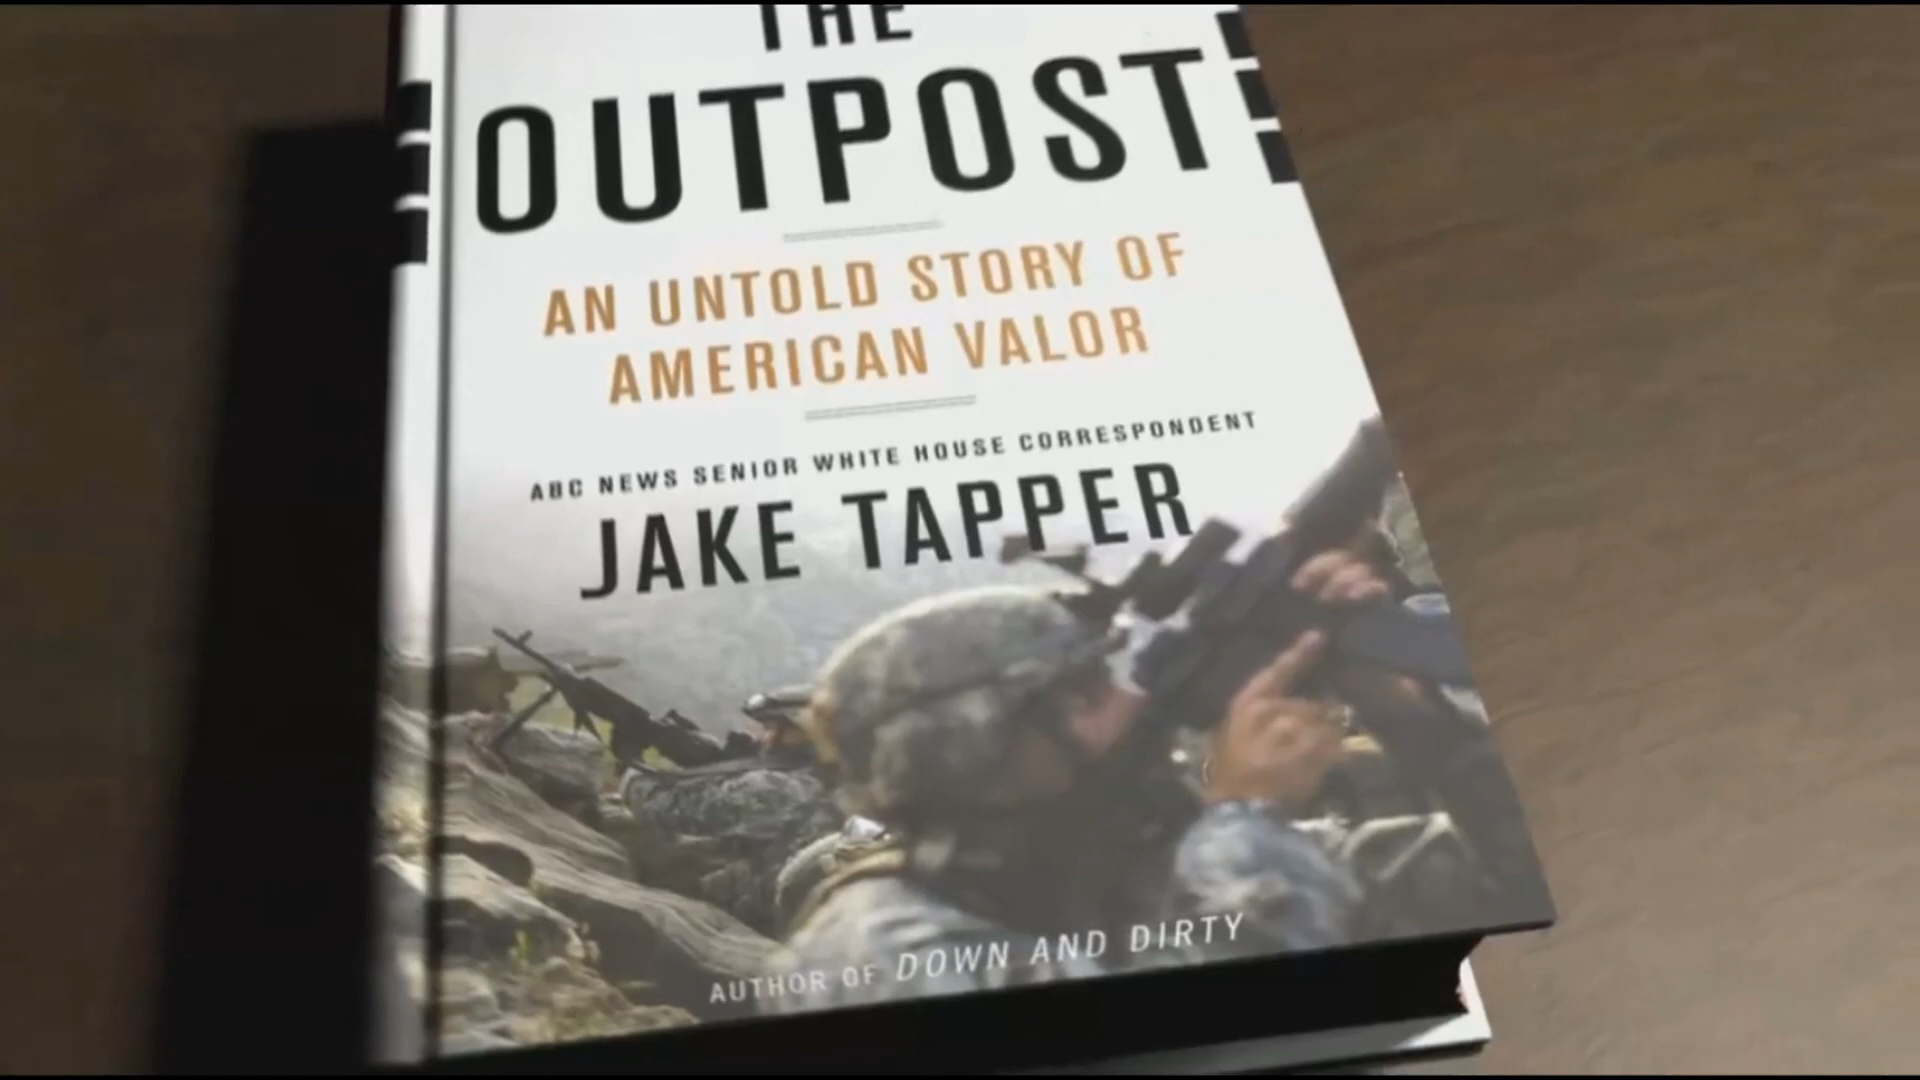 THE
OUTPOST
AN UNTOLD STORY OF
AMERICAN VALOR
ABC NEWS SENIOR WHITE HOUSE CORRESPONDENT
JAKE TAPPER
AUTHOR OF DOWN AND DIRTY